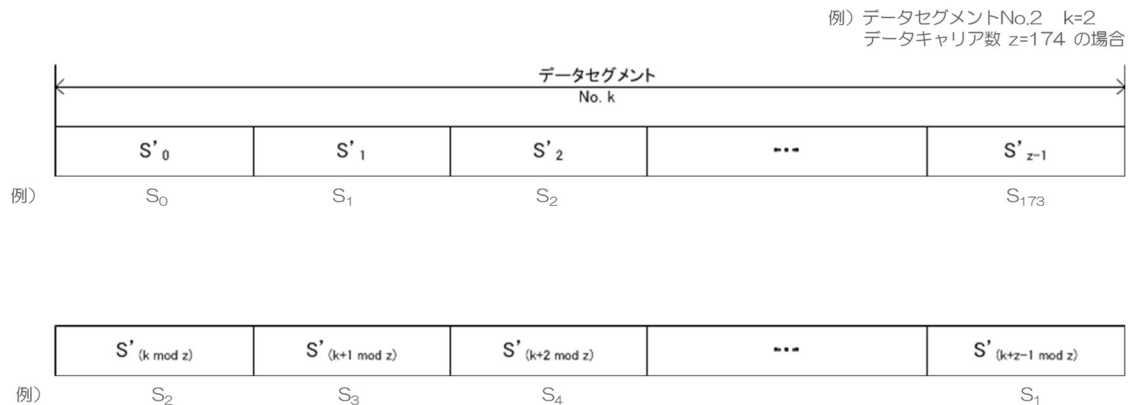 例）データセグメントNo.2　k=2
データキャリア数 z=174 の場合
データセグメント
No. k
S'0 S'1 S'2 ･･･ S'z-1
例） S0 S1 S2 S173
S'(k mod z) S'(k+1 mod z) S'(k+2 mod z) ･･･ S'(k+z-1 mod z)
例） S2 S3 S4 S1